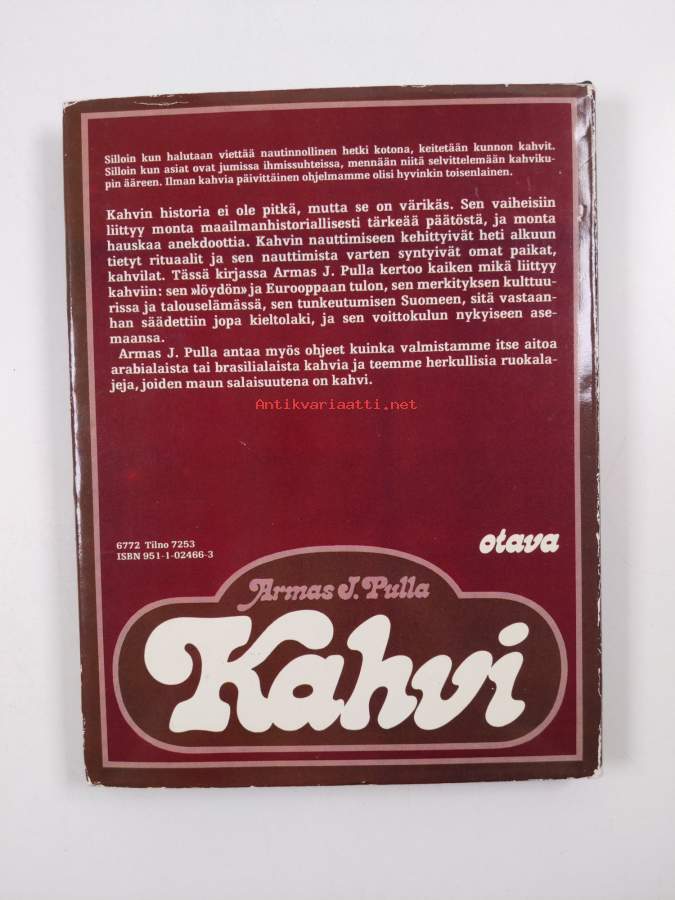 Silloin kun halutaan viettää nautinnollinen hetki kotona, keitetään kunnon kahvit.
Silloin kun asiat ovat jumissa ihmissuhteissa, mennään niitä selvittelemään kahviku-
pin ääreen. Ilman kahvia päivittäinen ohjelmamme olisi hyvinkin toisenlainen.
Kahvin historia ei ole pitkä, mutta se on värikäs. Sen vaiheisiin
liittyy monta maailmanhistoriallisesti tärkeää päätöstä, ja monta
hauskaa anekdoottia. Kahvin nauttimiseen kehittyivät heti alkuun
tietyt rituaalit ja sen nauttimista varten syntyivät omat paikat,
kahvilat. Tässä kirjassa Armas J. Pulla kertoo kaiken mikä liittyy
kahviin: sen »löydön» ja Eurooppaan tulon, sen merkityksen kulttuu-
rissa ja talouselämässä, sen tunkeutumisen Suomeen, sitä vastaan-
han säädettiin jopa kieltolaki, ja sen voittokulun nykyiseen ase-
maansa.
Armas J. Pulla antaa myös ohjeet kuinka valmistamme itse aitoa
arabialaista tai brasilialaista kahvia ja teemme herkullisia ruokala-
jeja, joiden maun salaisuutena on kahvi.
Antikvariaatti.net
6772 Tilno 7253
ISBN 951-1-02466-3
otava
Armas J. Pulla
Kahvi